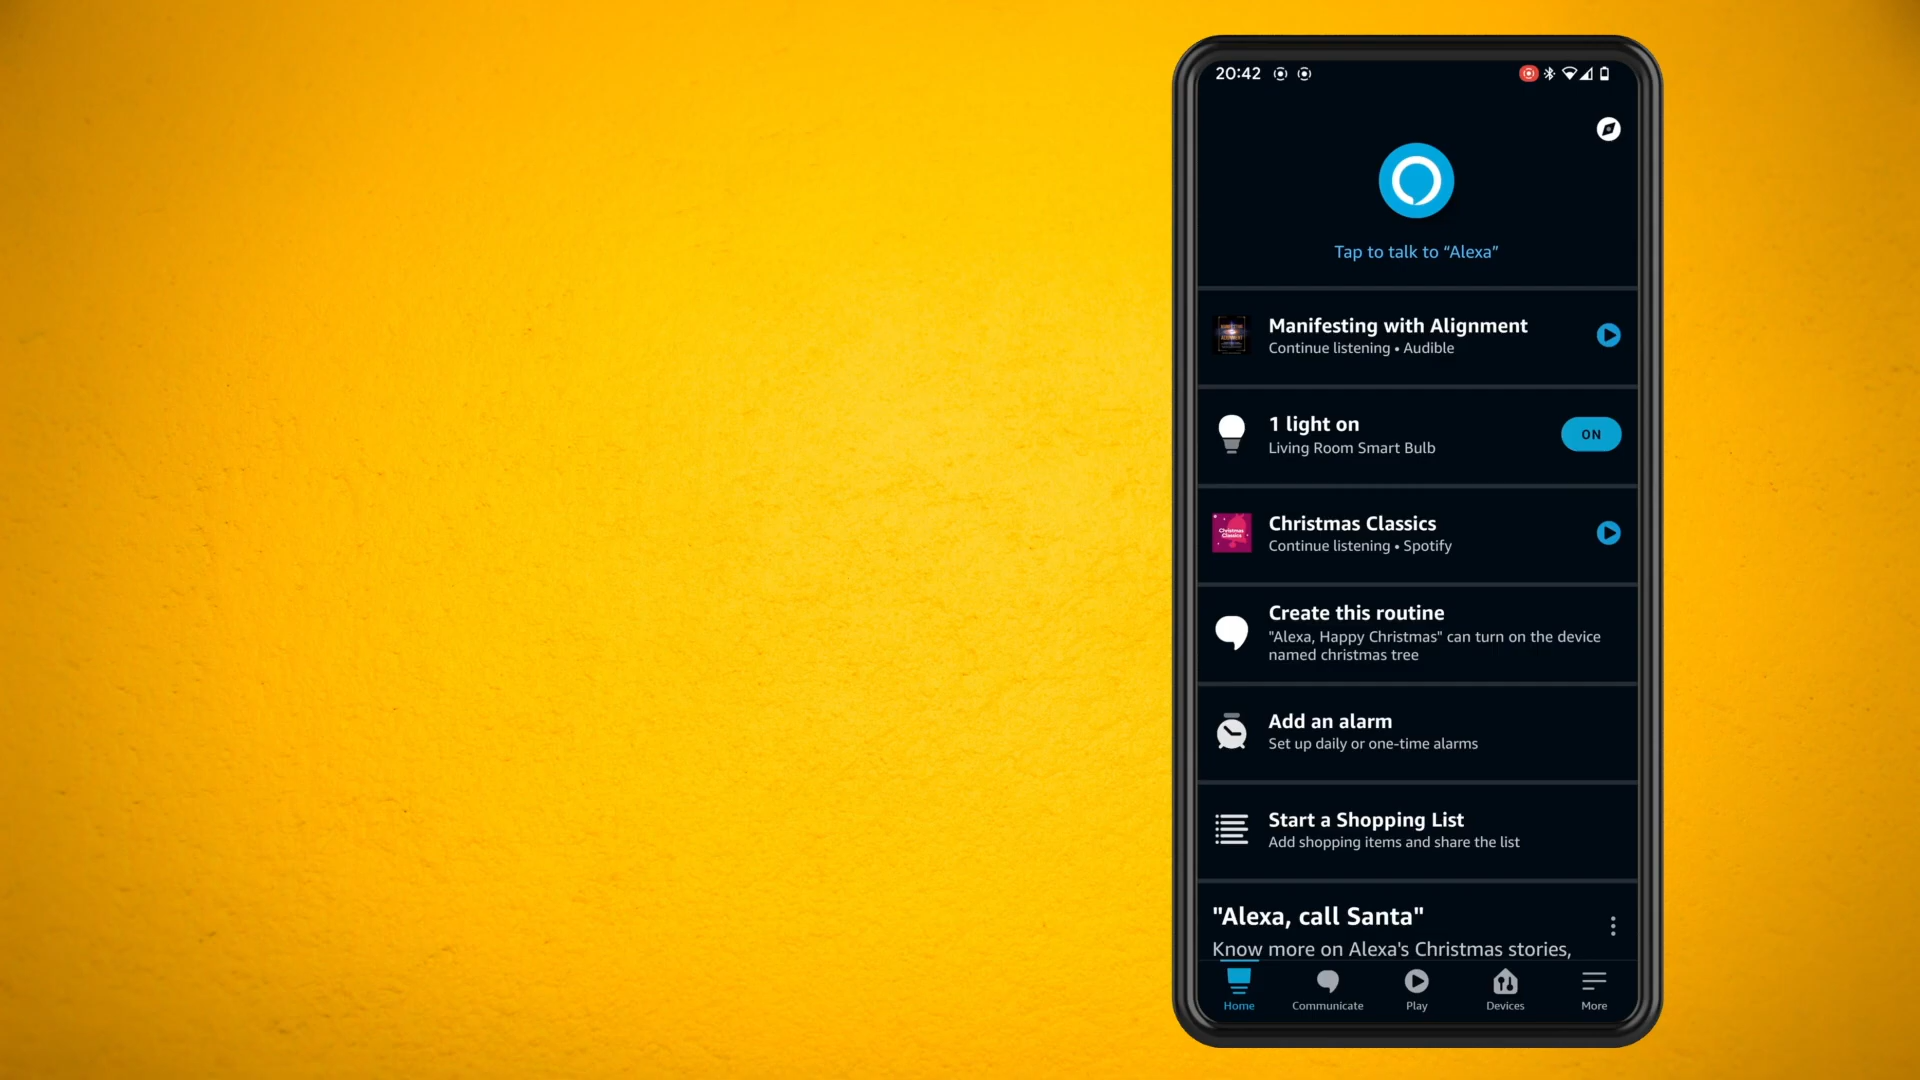 20:42
Tap to talk to “Alexa”
Manifesting with Alignment
Continue listening • Audible
1 light on
Living Room Smart Bulb
ON
Christmas Classics
Christmas
Classics
Continue listening • Spotify
Create this routine
"Alexa, Happy Christmas" can turn on the device
named christmas tree
Add an alarm
Set up daily or one-time alarms
Start a Shopping List
Add shopping items and share the list
"Alexa, call Santa"
Know more on Alexa's Christmas stories,
Home
Communicate
Play
Devices
More